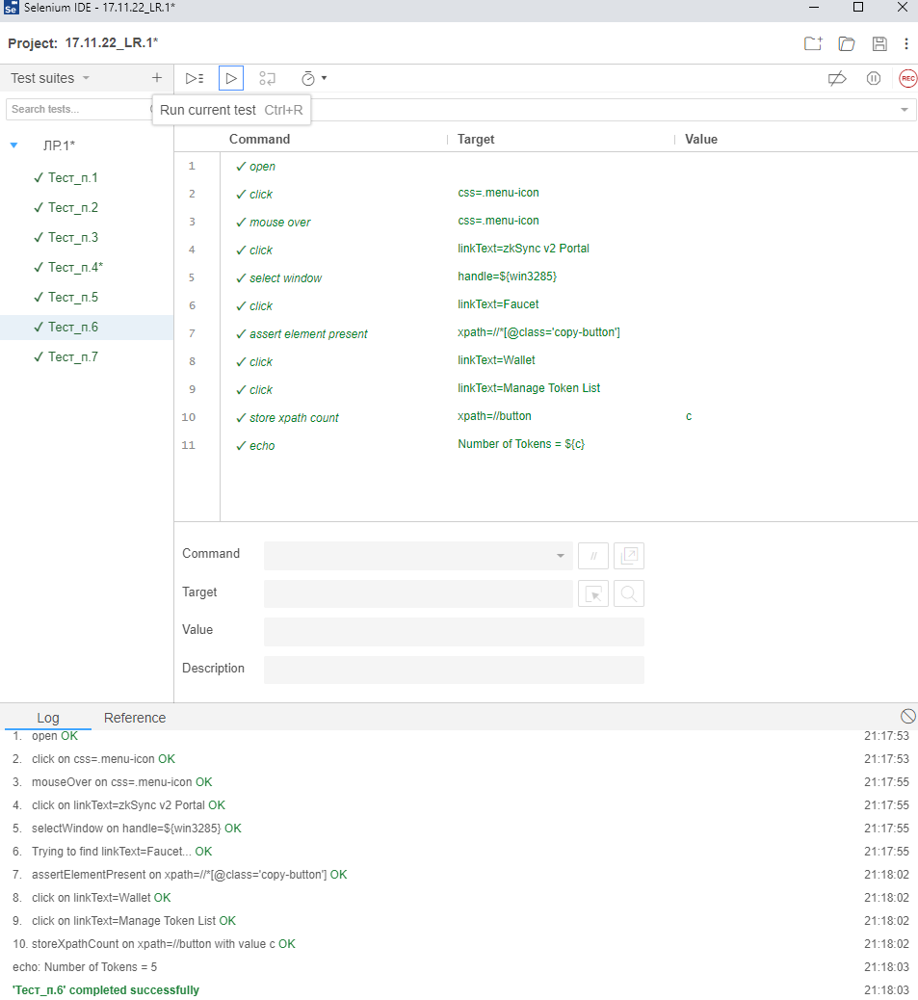 Se Selenium IDE - 17.11.22_LR.1*
Project: 17.11.22_LR.1*
Test suites
Search tests...
Run current test Ctrl+R
REC
Command Target Value
ЛР.1*
Тест_п.1
Тест_п.2
Тест_п.3
Тест_п.4*
Тест_п.5
Тест_п.6
Тест_п.7
1 open
2 click css=.menu-icon
3 mouse over css=.menu-icon
4 click linkText=zkSync v2 Portal
5 select window handle=${win3285}
6 click linkText=Faucet
7 assert element present xpath=//*[@class='copy-button']
8 click linkText=Wallet
9 click linkText=Manage Token List
10 store xpath count xpath=//button c
11 echo Number of Tokens = ${c}
Command //
Target
Value
Description
Log Reference
1. open OK 21:17:53
2. click on css=.menu-icon OK 21:17:53
3. mouseOver on css=.menu-icon OK 21:17:55
4. click on linkText=zkSync v2 Portal OK 21:17:55
5. selectWindow on handle=${win3285} OK 21:17:55
6. Trying to find linkText=Faucet... OK 21:17:55
7. assertElementPresent on xpath=//*[@class='copy-button'] OK 21:18:02
8. click on linkText=Wallet OK 21:18:02
9. click on linkText=Manage Token List OK 21:18:02
10. storeXpathCount on xpath=//button with value c OK 21:18:02
echo: Number of Tokens = 5 21:18:03
'Тест_п.6' completed successfully 21:18:03